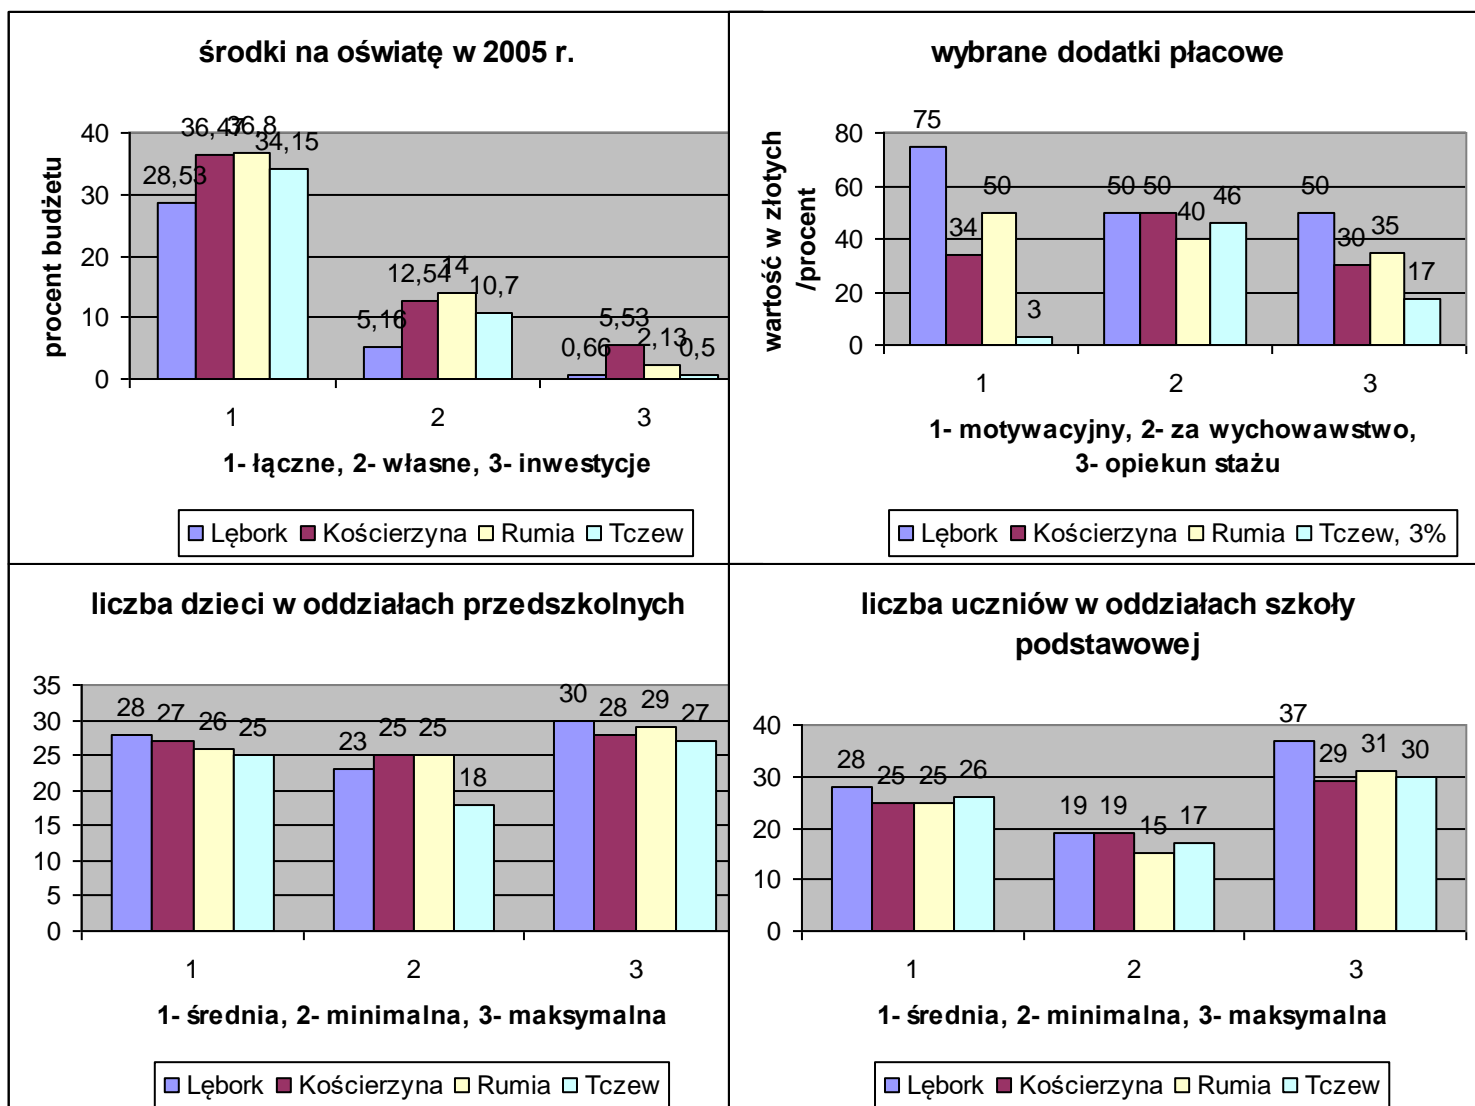 środki na oświatę w 2005 r.
procent budżetu
40
30
20
10
0
28,53
36,47
36,8
34,15
5,16
12,54
14
10,7
0,66
5,53
2,13
0,5
1
2
3
1- łączne, 2- własne, 3- inwestycje
Lębork
Kościerzyna
Rumia
Tczew
wybrane dodatki płacowe
wartość w złotych
/procent
80
60
40
20
0
75
34
50
3
50
50
40
46
50
30
35
17
1
2
3
1- motywacyjny, 2- za wychowawstwo,
3- opiekun stażu
Lębork
Kościerzyna
Rumia
Tczew, 3%
liczba dzieci w oddziałach przedszkolnych
35
30
25
20
15
10
5
0
28
27
26
25
23
25
25
18
30
28
29
27
1
2
3
1- średnia, 2- minimalna, 3- maksymalna
Lębork
Kościerzyna
Rumia
Tczew
liczba uczniów w oddziałach szkoły
podstawowej
40
30
20
10
0
28
25
25
26
19
19
15
17
37
29
31
30
1
2
3
1- średnia, 2- minimalna, 3- maksymalna
Lębork
Kościerzyna
Rumia
Tczew